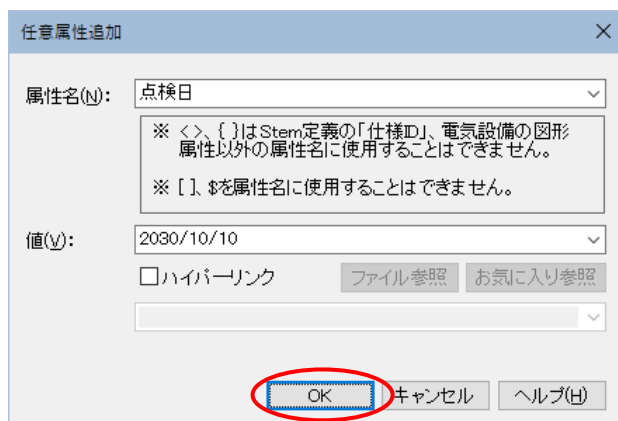 任意属性追加
属性名(N): 点検日
※ < >、{ }はStem定義の「仕様ID」、電気設備の図形
属性以外の属性名に使用することはできません。
※ [ ]、$を属性名に使用することはできません。
値(V): 2030/10/10
ハイパーリンク ファイル参照 お気に入り参照
OK キャンセル ヘルプ(H)